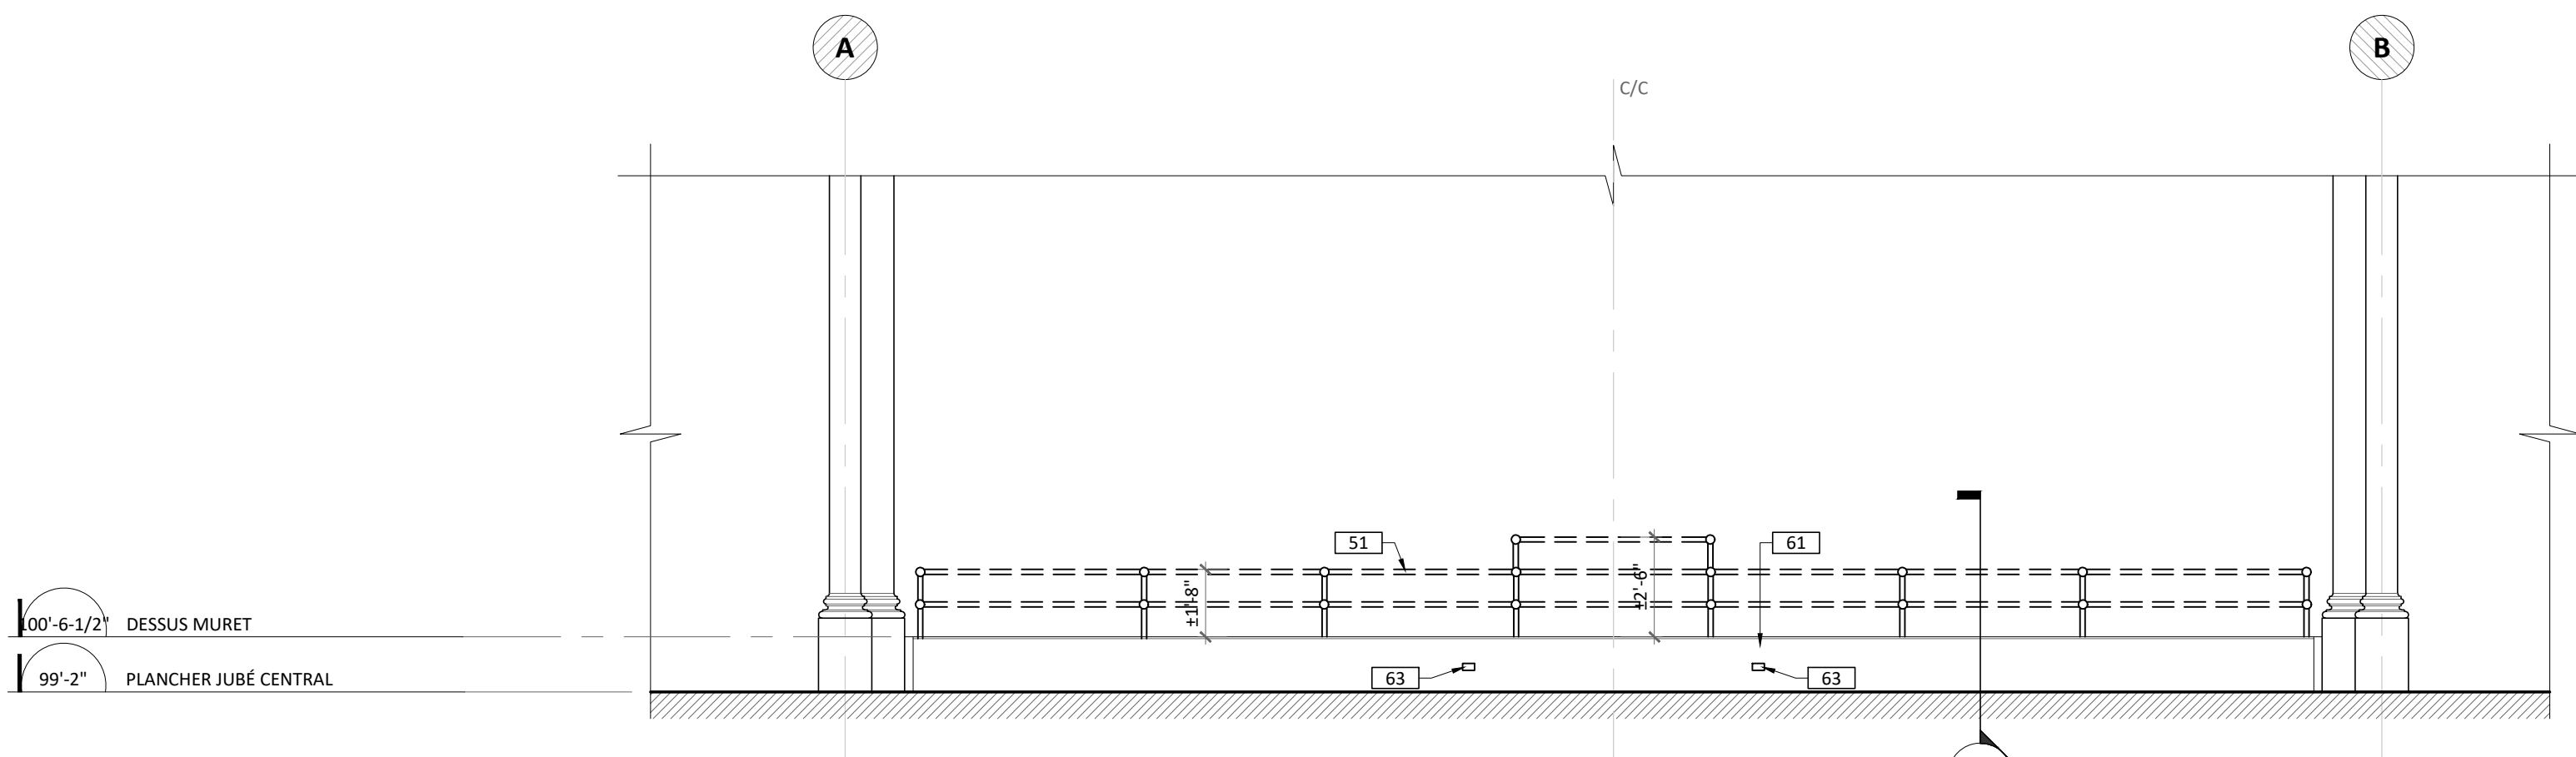 A
B
C/C
51
61
±1'-8"
±2'-6"
100'-6-1/2" DESSUS MURET
99'-2" PLANCHER JUBÉ CENTRAL
63
63